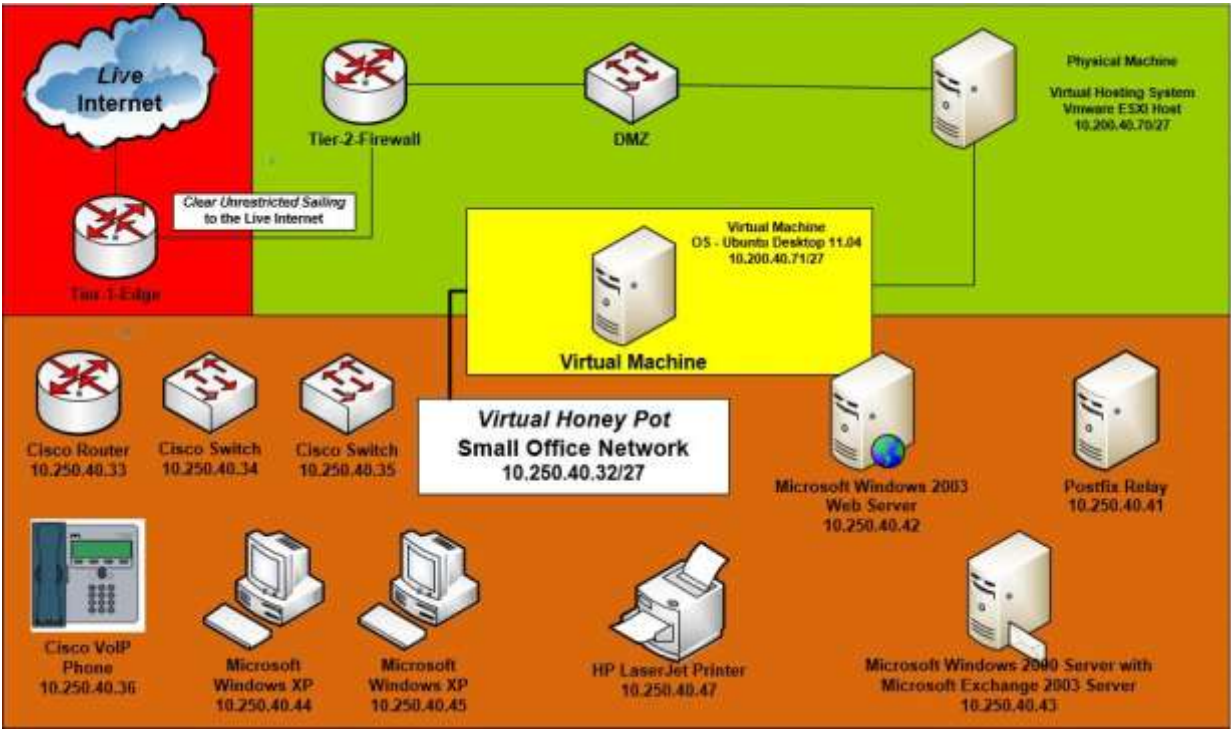 Live
Internet
Tier-1-Edge
Clear Unrestricted Sailing
to the Live Internet
Tier-2-Firewall
DMZ
Physical Machine
Virtual Hosting System
Vmware ESXi Host
10.200.40.70/27
Virtual Machine
OS - Ubuntu Desktop 11.04
10.200.40.71/27
Virtual Machine
Virtual Honey Pot
Small Office Network
10.250.40.32/27
Cisco Router
10.250.40.33
Cisco Switch
10.250.40.34
Cisco Switch
10.250.40.35
Microsoft Windows 2003
Web Server
10.250.40.42
Postfix Relay
10.250.40.41
Cisco VoIP
Phone
10.250.40.36
Microsoft
Windows XP
10.250.40.44
Microsoft
Windows XP
10.250.40.45
HP LaserJet Printer
10.250.40.47
Microsoft Windows 2000 Server with
Microsoft Exchange 2003 Server
10.250.40.43